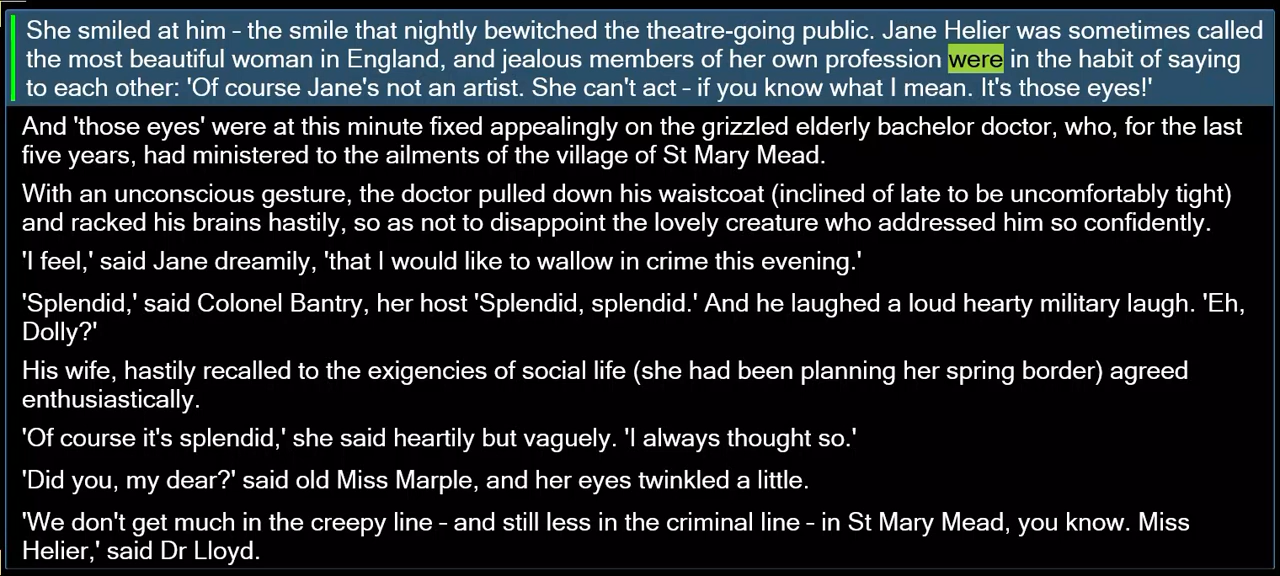 She smiled at him – the smile that nightly bewitched the theatre-going public. Jane Helier was sometimes called
the most beautiful woman in England, and jealous members of her own profession were in the habit of saying
to each other: 'Of course Jane's not an artist. She can't act – if you know what I mean. It's those eyes!'
And 'those eyes' were at this minute fixed appealingly on the grizzled elderly bachelor doctor, who, for the last
five years, had ministered to the ailments of the village of St Mary Mead.
With an unconscious gesture, the doctor pulled down his waistcoat (inclined of late to be uncomfortably tight)
and racked his brains hastily, so as not to disappoint the lovely creature who addressed him so confidently.
'I feel,' said Jane dreamily, 'that I would like to wallow in crime this evening.'
'Splendid,' said Colonel Bantry, her host 'Splendid, splendid.' And he laughed a loud hearty military laugh. 'Eh,
Dolly?'
His wife, hastily recalled to the exigencies of social life (she had been planning her spring border) agreed
enthusiastically.
'Of course it's splendid,' she said heartily but vaguely. 'I always thought so.'
'Did you, my dear?' said old Miss Marple, and her eyes twinkled a little.
'We don't get much in the creepy line – and still less in the criminal line – in St Mary Mead, you know. Miss
Helier,' said Dr Lloyd.